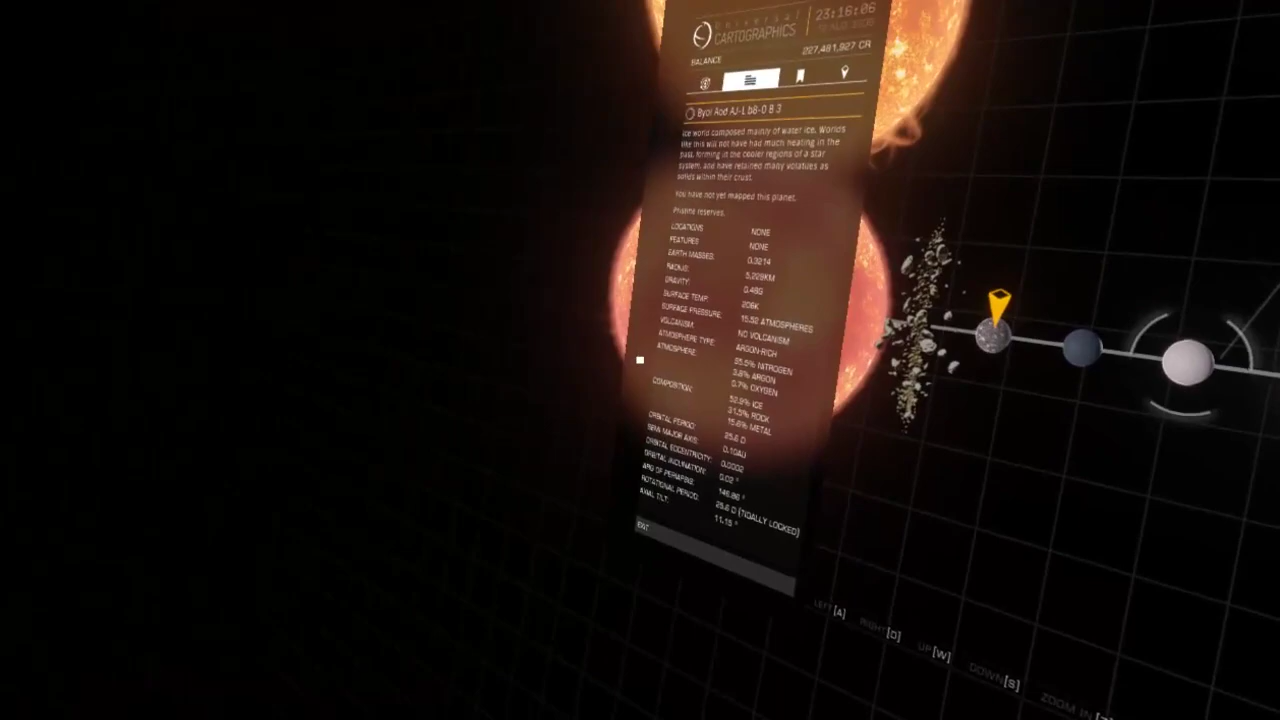 Universal
CARTOGRAPHICS
23:16:06
BALANCE
227,481,927 CR
Byoi Aod AJ-L b8-0 B 3
Ice world composed mainly of water ice. Worlds
like this will not have had much heating in the
past, forming in the cooler regions of a star
system, and have retained many volatiles as
solids within their crust.
You have not yet mapped this planet.
Pristine reserves.
LOCATIONS NONE
FEATURES NONE
EARTH MASSES: 0.3214
RADIUS: 5,229KM
GRAVITY: 0.48G
SURFACE TEMP: 206K
SURFACE PRESSURE: 15.52 ATMOSPHERES
VOLCANISM: NO VOLCANISM
ATMOSPHERE TYPE: ARGON-RICH
ATMOSPHERE: 95.5% NITROGEN
3.8% ARGON
0.7% OXYGEN
COMPOSITION: 52.9% ICE
31.5% ROCK
15.6% METAL
ORBITAL PERIOD: 25.6 D
SEMI MAJOR AXIS: 0.10AU
ORBITAL ECCENTRICITY: 0.0002
ORBITAL INCLINATION: 0.02 °
ARG OF PERIAPSIS: 146.86 °
ROTATIONAL PERIOD: 25.6 D (TIDALLY LOCKED)
AXIAL TILT: 11.15 °
EXIT
LEFT [A] RIGHT [D] UP [W] DOWN [S] ZOOM IN